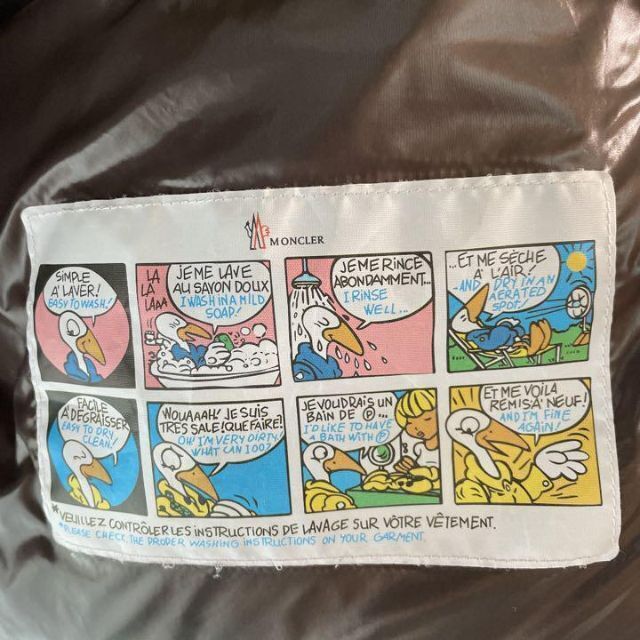 MONCLER
SIMPLE
A' LAVER!
EASY TO WASH!
LA
LA
LAAA
JE ME LAVE
AU SAYON DOUX
I WASH IN A MILD
SOAP!
JE ME RINCE
ABONDAMMENT...
I RINSE
WELL...
...ET ME SÈCHE
A' L'AIR!
-AND I DRY IN AN
AERATED
SPOT!
FACILE
A' DÉGRAISSER
EASY TO DRY
CLEAN!
WOUAAAH! JE SUIS
TRES SALE! QUE FAIRE!
OH! I'M VERY DIRTY
WHAT CAN I DO?
JE VOUDRAIS UN
BAIN DE Ⓟ...
I'D LIKE TO HAVE
A BATH WITH Ⓟ
ET ME VOILA
REMIS A' NEUF!
AND I'M FINE
AGAIN!
*VEUILLEZ CONTRÔLER LES INSTRUCTIONS DE LAVAGE SUR VÔTRE VÊTEMENT.
*PLEASE CHECK THE PROPER WASHING INSTRUCTIONS ON YOUR GARMENT.